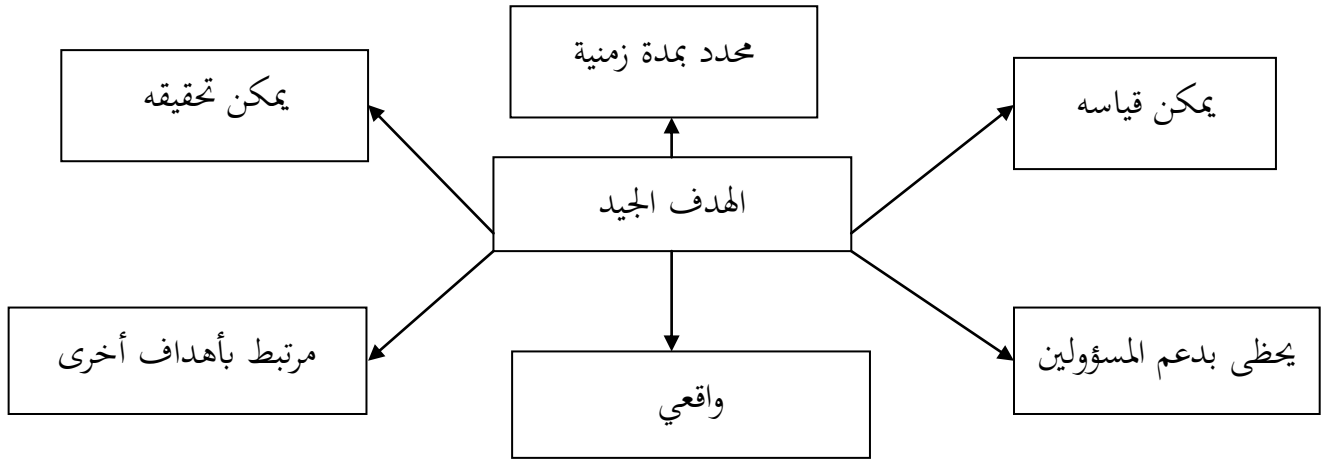 محدد بمدة زمنية
يمكن قياسه
يمكن تحقيقه
الهدف الجيد
يحظى بدعم المسؤولين
مرتبط بأهداف أخرى
واقعي